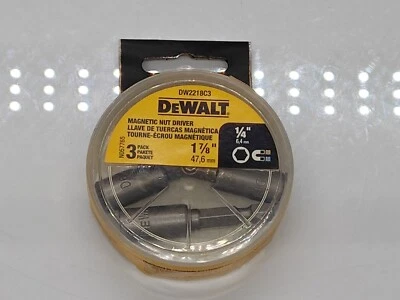 DW2218C3
DEWALT
MAGNETIC NUT DRIVER
LLAVE DE TUERCAS MAGNÉTICA
TOURNE-ÉCROU MAGNÉTIQUE
1/4"
6,4 mm
3 PACK
PAKETE
PAQUET
1 7/8"
47,6 mm